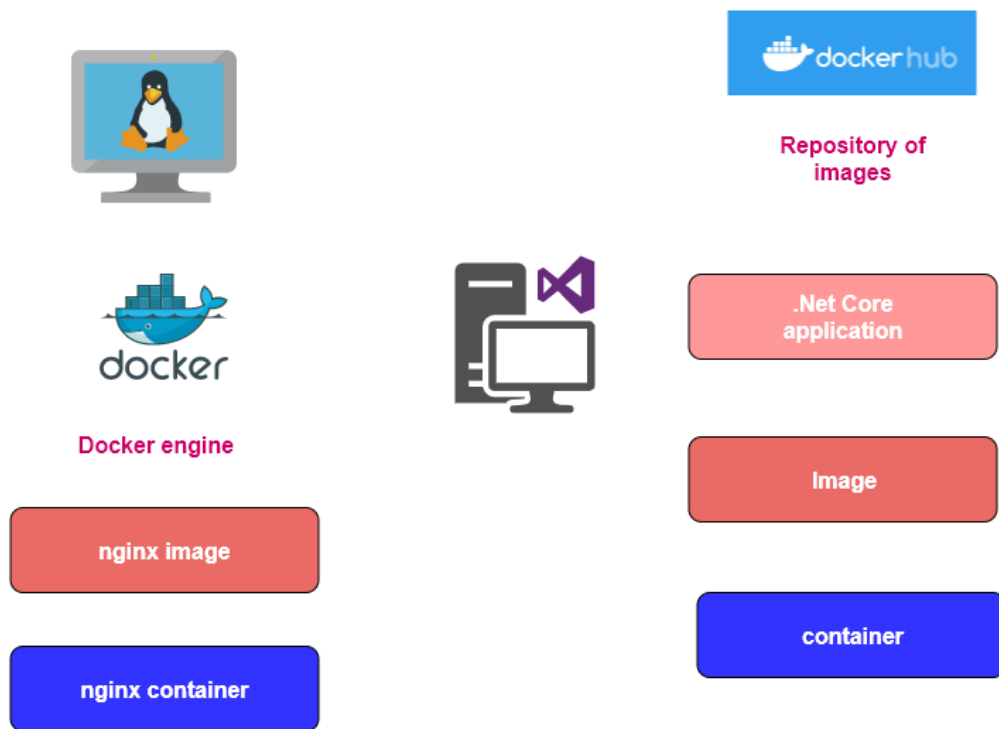 dockerhub
Repository of
images
docker
Docker engine
.Net Core
application
Image
nginx image
container
nginx container